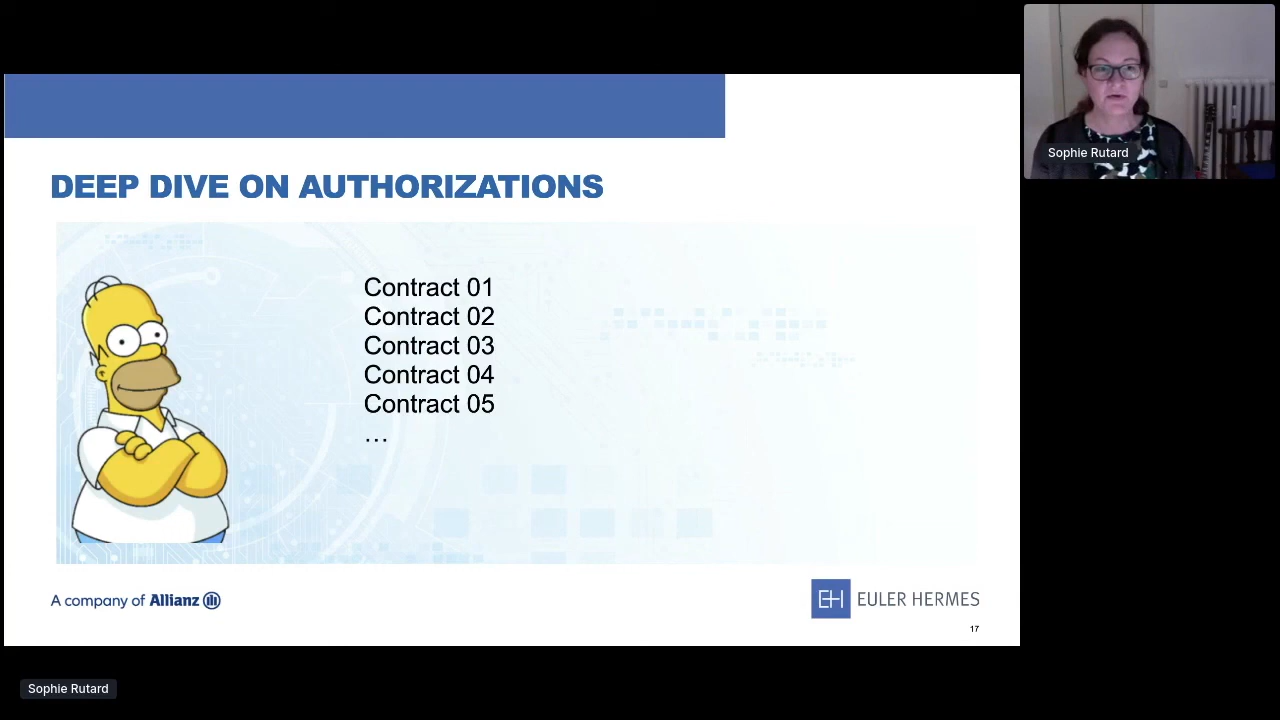 Sophie Rutard
DEEP DIVE ON AUTHORIZATIONS
Contract 01
Contract 02
Contract 03
Contract 04
Contract 05
…
A company of Allianz
EH EULER HERMES
17
Sophie Rutard